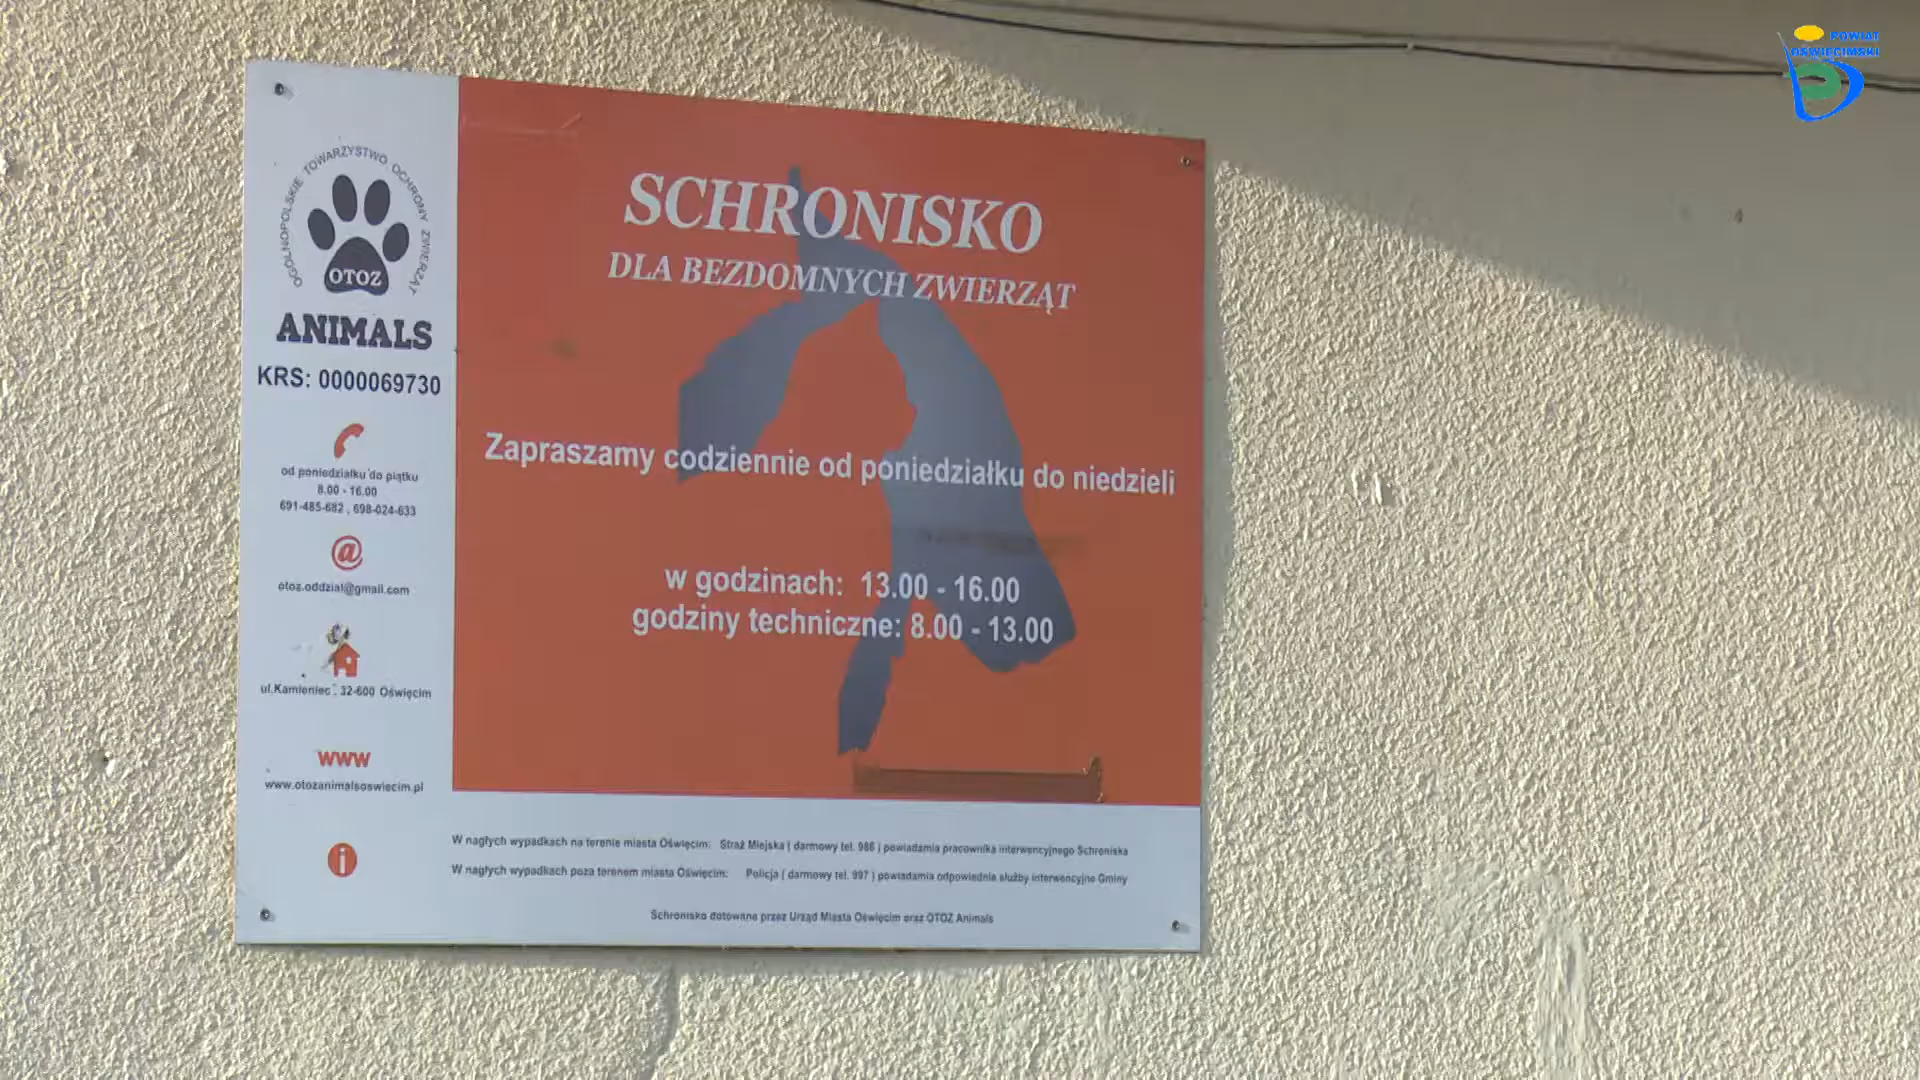 POWIAT
OŚWIĘCIMSKI
OGÓLNOPOLSKIE TOWARZYSTWO OCHRONY ZWIERZĄT
OTOZ
ANIMALS
KRS: 0000069730
od poniedziałku do piątku
8.00 - 16.00
691-485-682 , 698-024-633
@
otoz.oddzial@gmail.com
ul.Kamieniec , 32-600 Oświęcim
www
www.otozanimalsoswiecim.pl
SCHRONISKO
DLA BEZDOMNYCH ZWIERZĄT
Zapraszamy codziennie od poniedziałku do niedzieli
w godzinach: 13.00 - 16.00
godziny techniczne: 8.00 - 13.00
i
W nagłych wypadkach na terenie miasta Oświęcim: Straż Miejska ( darmowy tel. 986 ) powiadamia pracownika interwencyjnego Schroniska
W nagłych wypadkach poza terenem miasta Oświęcim: Policja ( darmowy tel. 997 ) powiadamia odpowiednie służby interwencyjne Gminy
Schronisko dotowane przez Urząd Miasta Oświęcim oraz OTOZ Animals